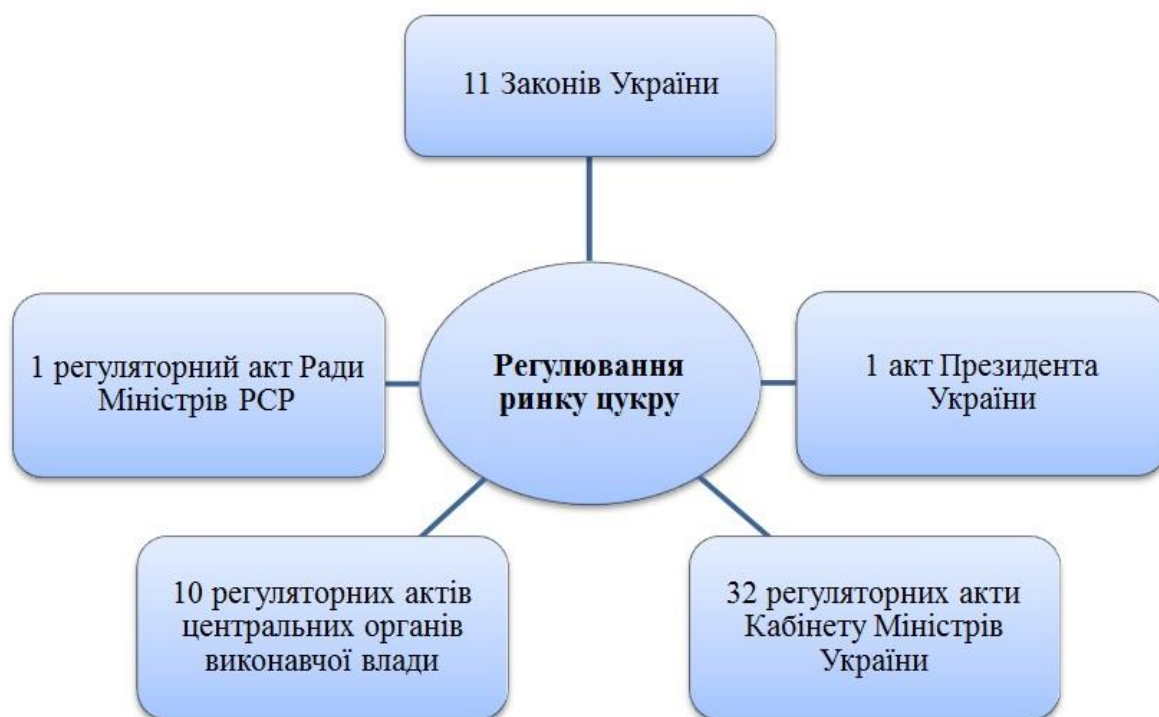 11 Законів України
1 регуляторний акт Ради
Міністрів РСР
Регулювання
ринку цукру
1 акт Президента
України
10 регуляторних актів
центральних органів
виконавчої влади
32 регуляторних акти
Кабінету Міністрів
України